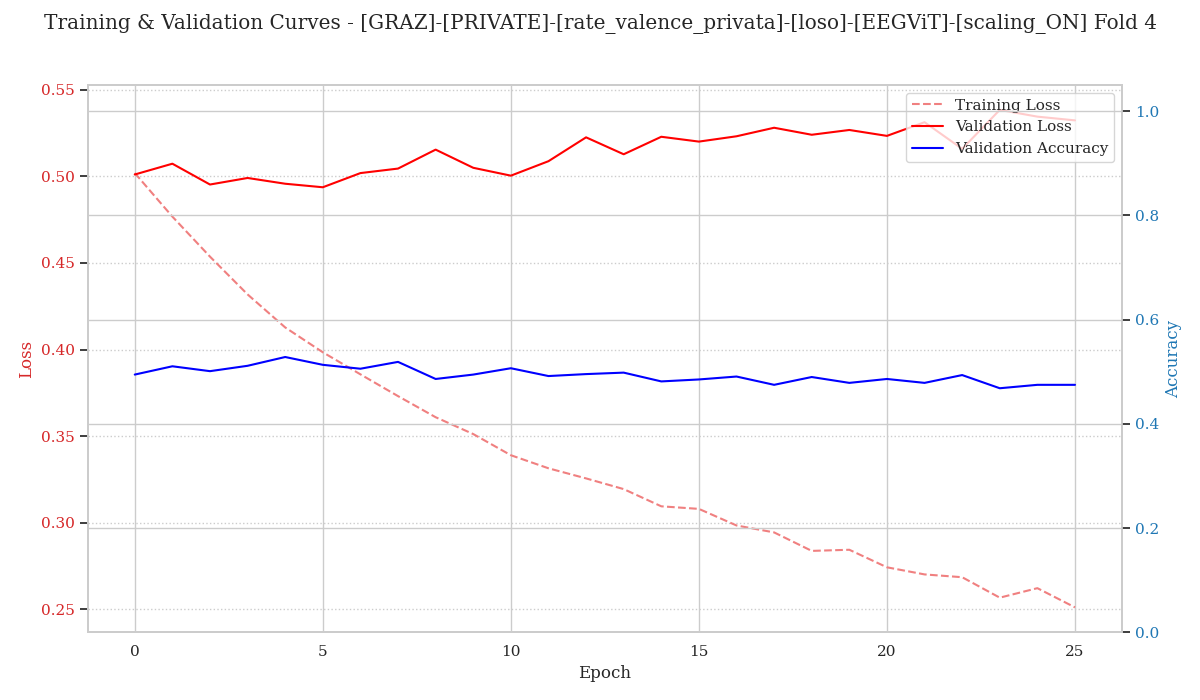 Training & Validation Curves - [GRAZ]-[PRIVATE]-[rate_valence_privata]-[loso]-[EEGViT]-[scaling_ON] Fold 4
Training Loss
Validation Loss
Validation Accuracy
Loss
0.55
0.50
0.45
0.40
0.35
0.30
0.25
1.0
0.8
0.6
0.4
0.2
0.0
Accuracy
0
5
10
15
20
25
Epoch